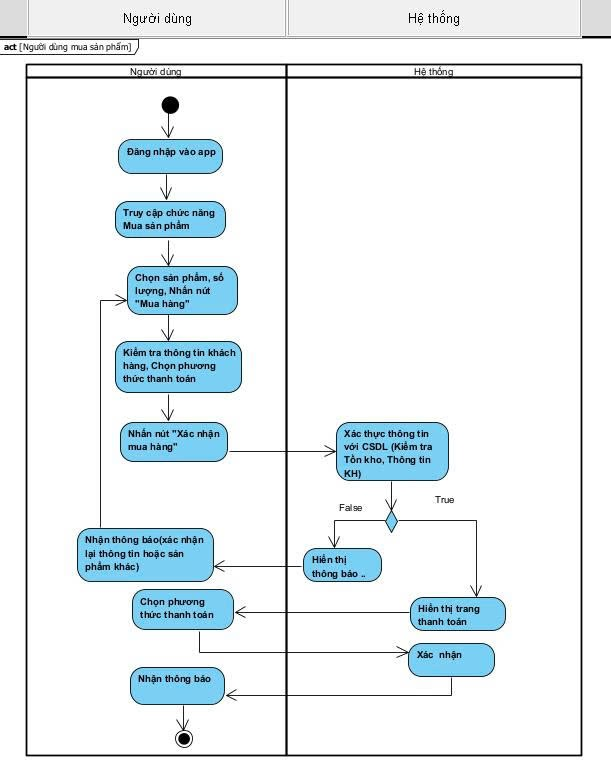 Người dùng
Hệ thống
act [Người dùng mua sản phẩm]
Người dùng
Hệ thống
Đăng nhập vào app
Truy cập chức năng
Mua sản phẩm
Chọn sản phẩm, số
lượng, Nhấn nút
"Mua hàng"
Kiểm tra thông tin khách
hàng, Chọn phương
thức thanh toán
Nhấn nút "Xác nhận
mua hàng"
Xác thực thông tin
với CSDL (Kiểm tra
Tồn kho, Thông tin
KH)
False
True
Nhận thông báo(xác nhận
lại thông tin hoặc sản
phẩm khác)
Hiển thị
thông báo ..
Chọn phương
thức thanh toán
Hiển thị trang
thanh toán
Xác nhận
Nhận thông báo